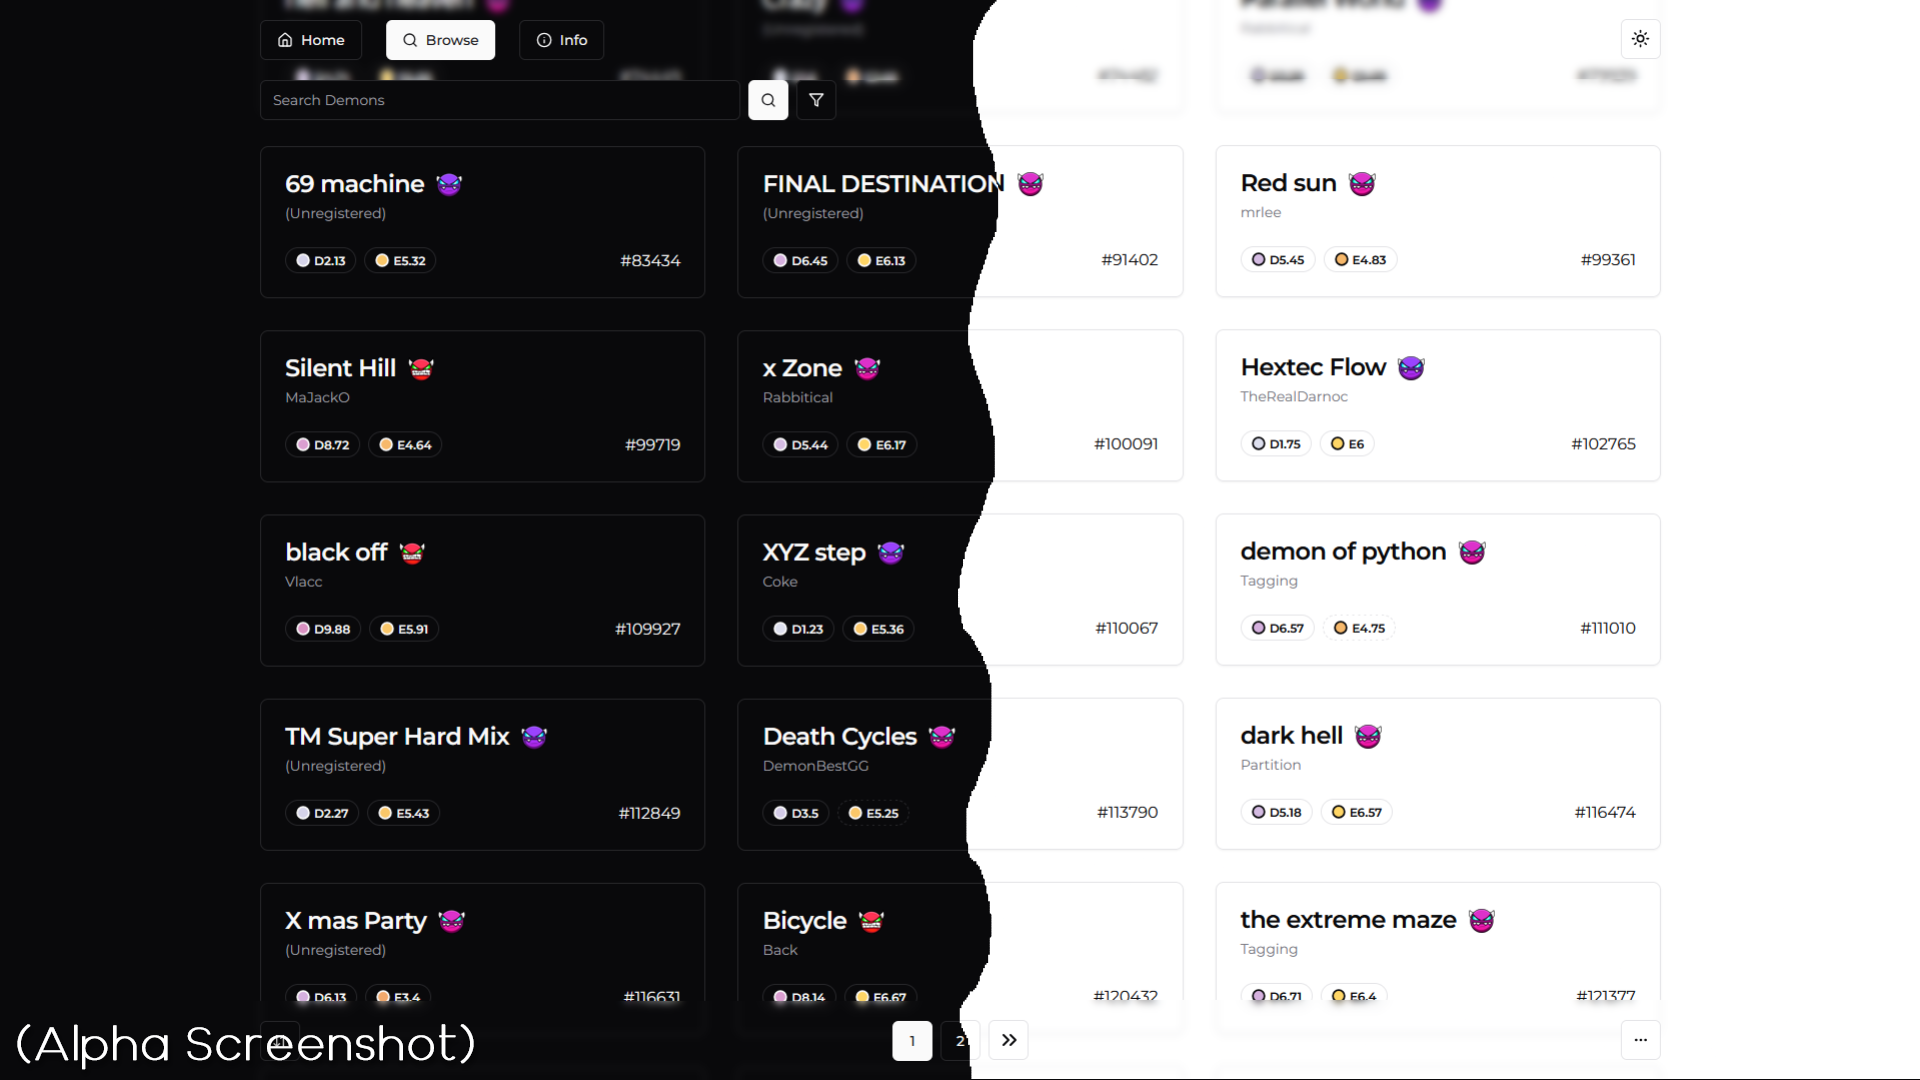 Home
Browse
Info
Search Demons
69 machine
(Unregistered)
D2.13
E5.32
#83434
FINAL DESTINATION
(Unregistered)
D6.45
E6.13
#91402
Red sun
mrlee
D5.45
E4.83
#99361
Silent Hill
MaJackO
D8.72
E4.64
#99719
x Zone
Rabbitical
D5.44
E6.17
#100091
Hextec Flow
TheRealDarnoc
D1.75
E6
#102765
black off
Vlacc
D9.88
E5.91
#109927
XYZ step
Coke
D1.23
E5.36
#110067
demon of python
Tagging
D6.57
E4.75
#111010
TM Super Hard Mix
(Unregistered)
D2.27
E5.43
#112849
Death Cycles
DemonBestGG
D3.5
E5.25
#113790
dark hell
Partition
D5.18
E6.57
#116474
X mas Party
(Unregistered)
D6.13
E3.4
#116631
Bicycle
Back
D8.14
E6.67
#120432
the extreme maze
Tagging
D6.71
E6.4
#121377
(Alpha Screenshot)
1
2